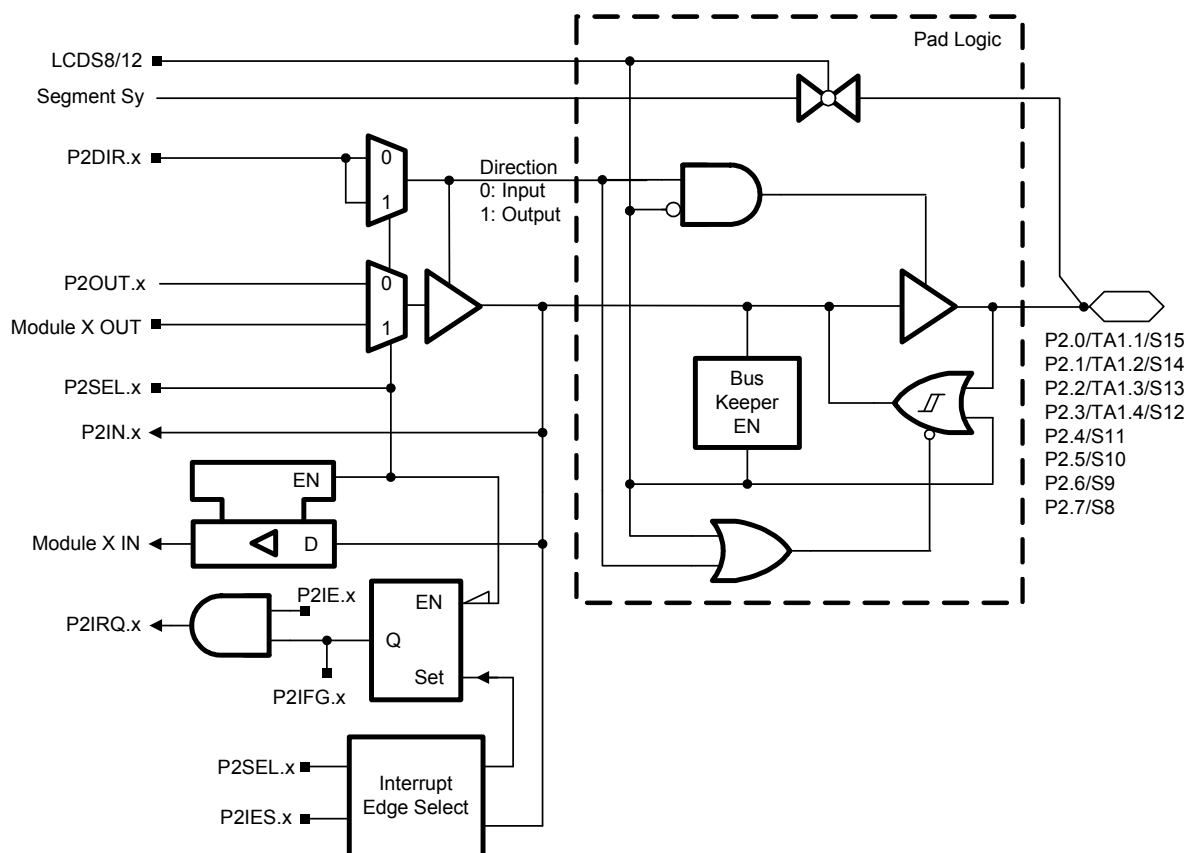 Pad Logic
LCDS8/12
Segment Sy
P2DIR.x
0
1
Direction
0: Input
1: Output
P2OUT.x
0
Module X OUT
1
P2SEL.x
P2IN.x
Bus
Keeper
EN
P2.0/TA1.1/S15
P2.1/TA1.2/S14
P2.2/TA1.3/S13
P2.3/TA1.4/S12
P2.4/S11
P2.5/S10
P2.6/S9
P2.7/S8
EN
Module X IN
D
P2IE.x
P2IRQ.x
EN
Q
Set
P2IFG.x
P2SEL.x
P2IES.x
Interrupt
Edge Select